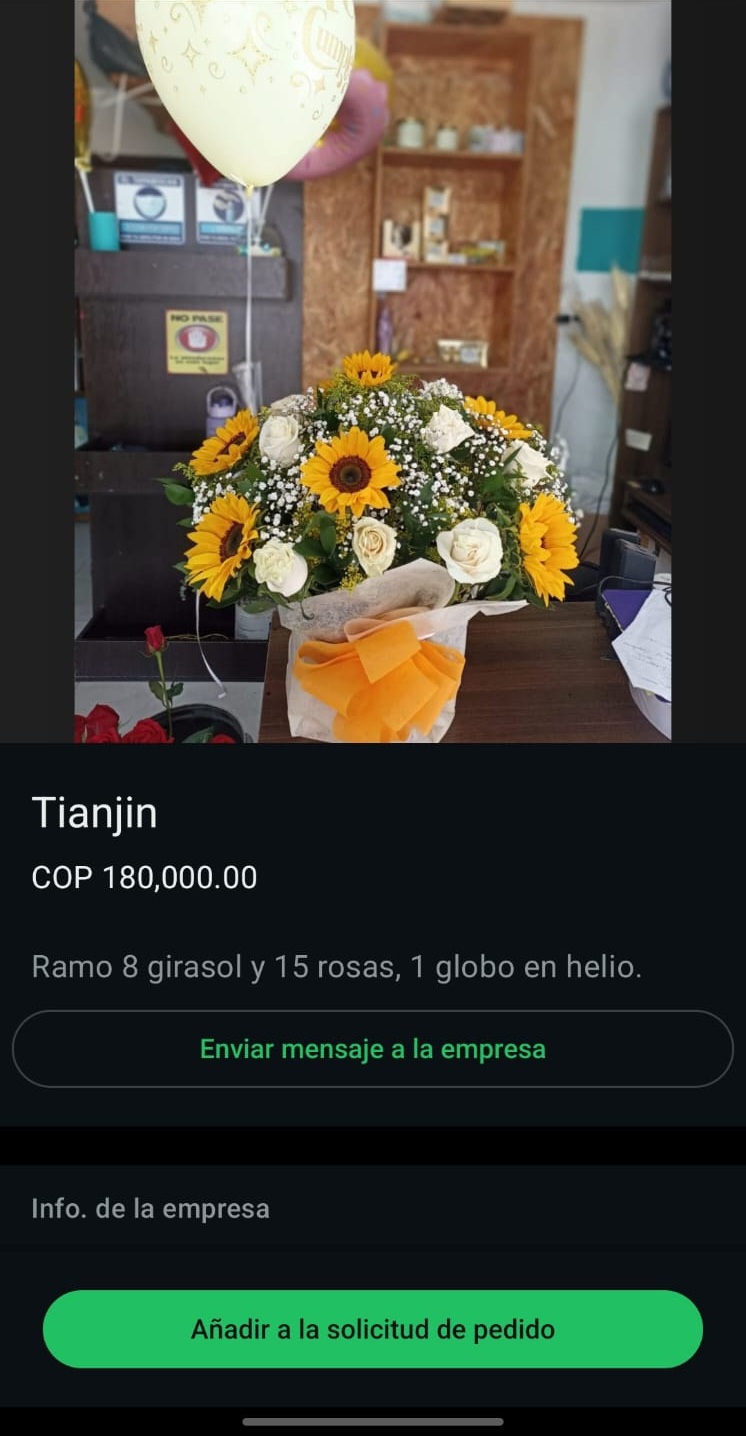 Cumple
NO PASE
Tianjin
COP 180,000.00
Ramo 8 girasol y 15 rosas, 1 globo en helio.
Enviar mensaje a la empresa
Info. de la empresa
Añadir a la solicitud de pedido